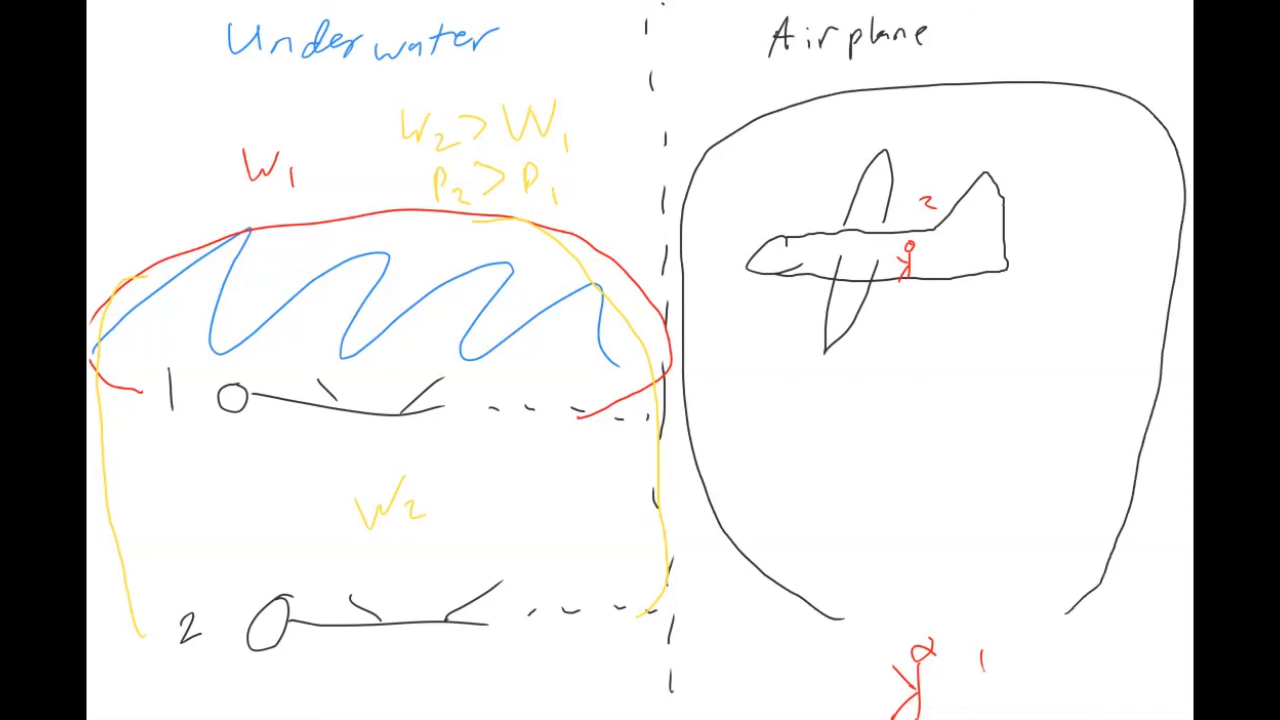 Underwater
W₂ > W₁
P₂ > P₁
W₁
1
W₂
2
Airplane
2
1